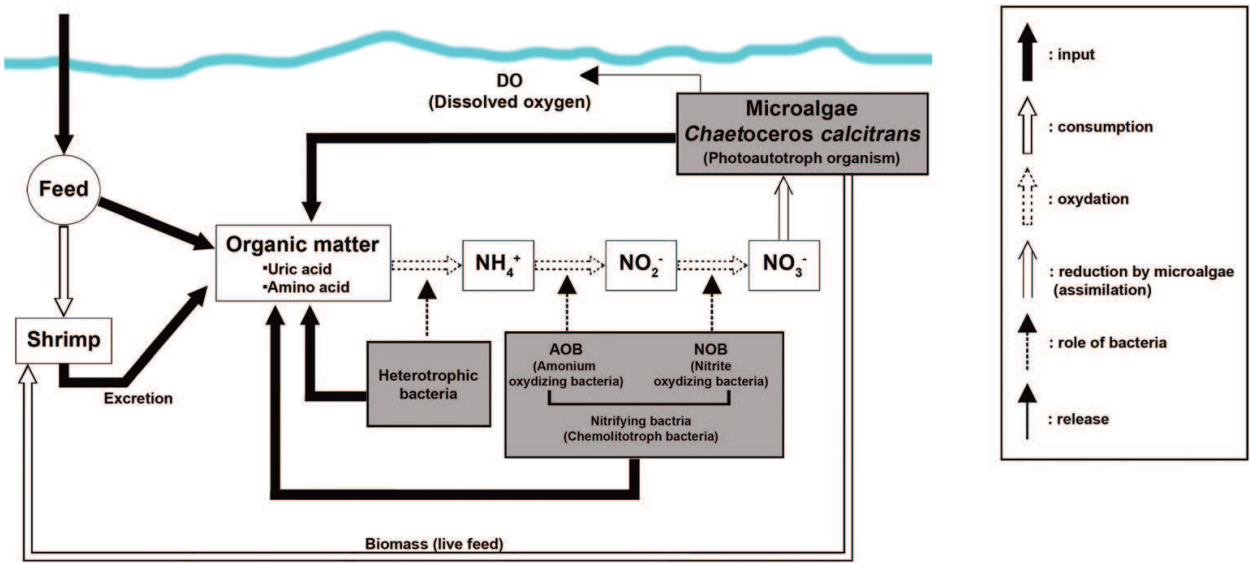 DO
(Dissolved oxygen)
Microalgae
Chaetoceros calcitrans
(Photoautotroph organism)
Feed
Organic matter
▪Uric acid
▪Amino acid
NH₄⁺
NO₂⁻
NO₃⁻
Shrimp
Excretion
Heterotrophic
bacteria
AOB
(Amonium
oxydizing bacteria)
NOB
(Nitrite
oxydizing bacteria)
Nitrifying bactria
(Chemolitotroph bacteria)
Biomass (live feed)
: input
: consumption
: oxydation
: reduction by microalgae
(assimilation)
: role of bacteria
: release